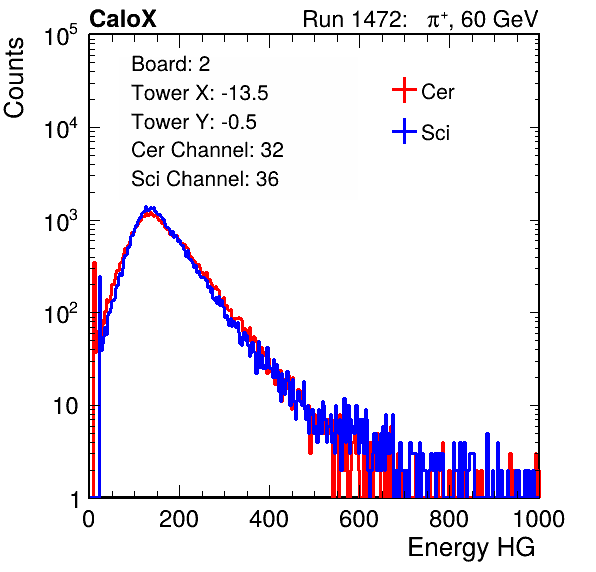 CaloX
Run 1472: π⁺, 60 GeV
Board: 2
Tower X: -13.5
Tower Y: -0.5
Cer Channel: 32
Sci Channel: 36
Cer
Sci
Counts
10⁵
10⁴
10³
10²
10
1
0 200 400 600 800 1000
Energy HG